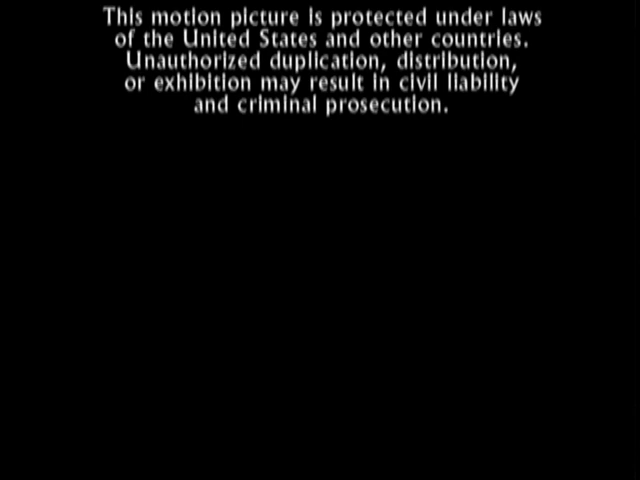 This motion picture is protected under laws
of the United States and other countries.
Unauthorized duplication, distribution,
or exhibition may result in civil liability
and criminal prosecution.